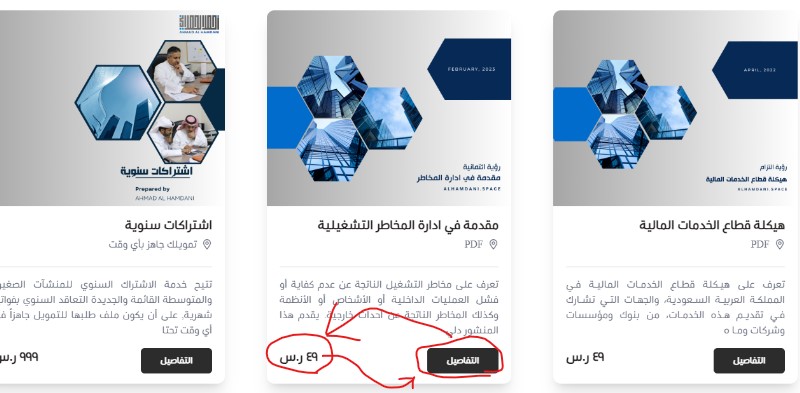 APRIL, 2023
رؤية التزام
هيكلة قطاع الخدمات المالية
ALHAMDANI.SPACE
هيكلة قطاع الخدمات المالية
PDF
تعرف على هيكلة قطاع الخدمات المالية في
المملكة العربية السعودية، والجهات التي تشارك
في تقديم هذه الخدمات، من بنوك ومؤسسات
وشركات وما ه
التفاصيل
٤٩ ر.س
FEBRUARY, 2023
رؤية ائتمانية
مقدمة في ادارة المخاطر
ALHAMDANI.SPACE
مقدمة في ادارة المخاطر التشغيلية
PDF
تعرف على مخاطر التشغيل الناتجة عن عدم كفاية أو
فشل العمليات الداخلية أو الأشخاص أو الأنظمة
وكذلك المخاطر الناتجة عن أحداث خارجية. يقدم هذا
المنشور دلي
التفاصيل
٤٩ ر.س
AHMAD AL HAMDANI
اشتراكات سنوية
Prepared by
AHMAD AL HAMDANI
اشتراكات سنوية
تمويلك جاهز بأي وقت
تتيح خدمة الاشتراك السنوي للمنشآت الصغير
والمتوسطة القائمة والجديدة التعاقد السنوي بفوات
شهرية، على أن يكون ملف طلبها للتمويل جاهزاً ف
أي وقت تحتا
التفاصيل
٩٩٩ ر.س